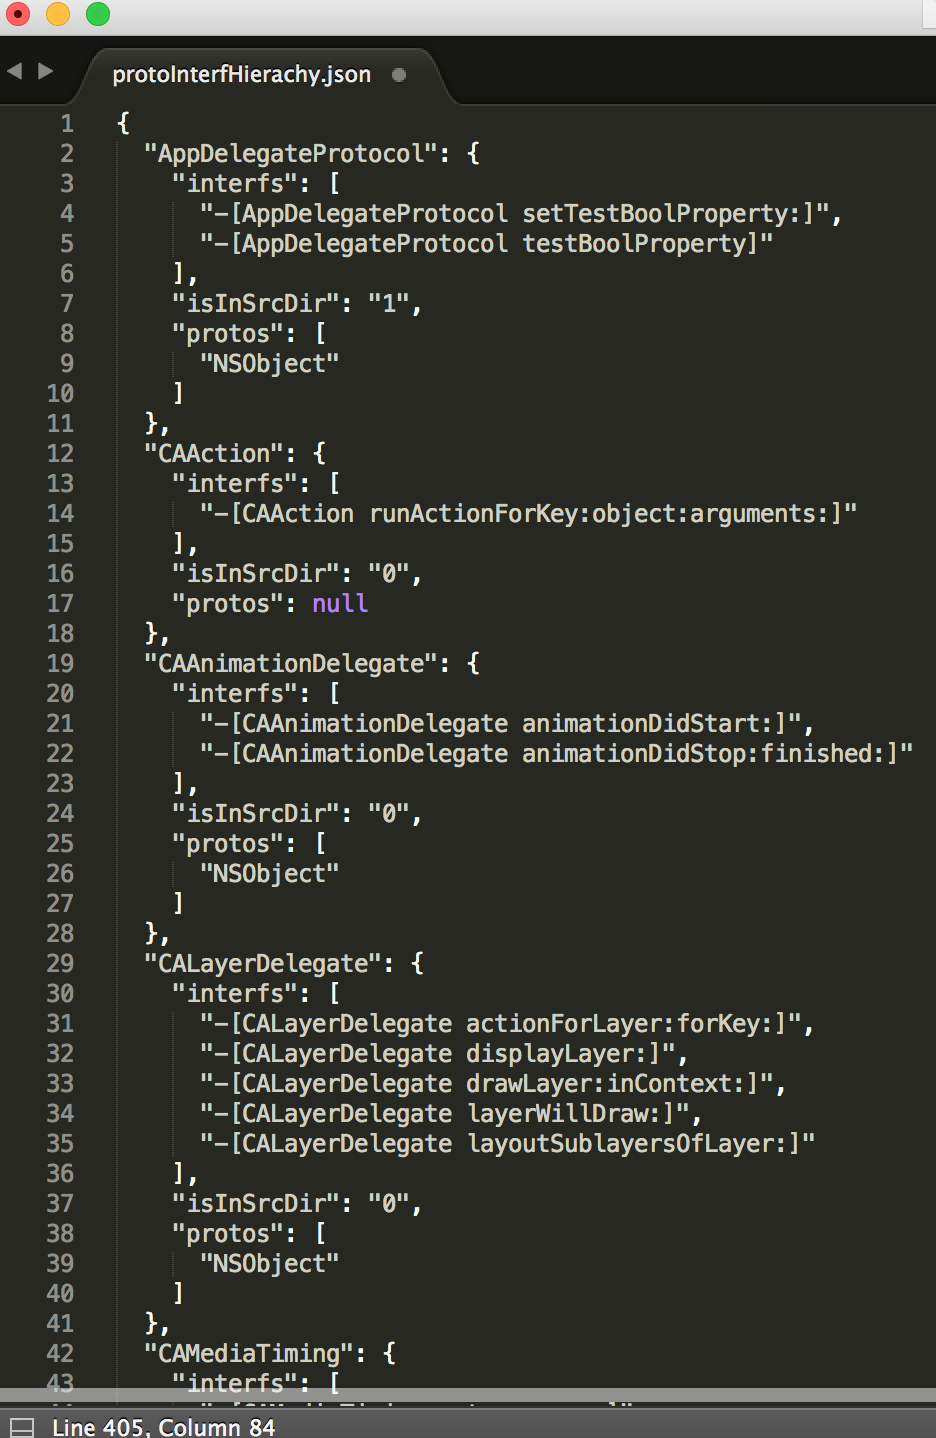 protoInterfHierachy.json
1 {
2 "AppDelegateProtocol": {
3 "interfs": [
4 "-[AppDelegateProtocol setTestBoolProperty:]",
5 "-[AppDelegateProtocol testBoolProperty]"
6 ],
7 "isInSrcDir": "1",
8 "protos": [
9 "NSObject"
10 ]
11 },
12 "CAAction": {
13 "interfs": [
14 "-[CAAction runActionForKey:object:arguments:]"
15 ],
16 "isInSrcDir": "0",
17 "protos": null
18 },
19 "CAAnimationDelegate": {
20 "interfs": [
21 "-[CAAnimationDelegate animationDidStart:]",
22 "-[CAAnimationDelegate animationDidStop:finished:]"
23 ],
24 "isInSrcDir": "0",
25 "protos": [
26 "NSObject"
27 ]
28 },
29 "CALayerDelegate": {
30 "interfs": [
31 "-[CALayerDelegate actionForLayer:forKey:]",
32 "-[CALayerDelegate displayLayer:]",
33 "-[CALayerDelegate drawLayer:inContext:]",
34 "-[CALayerDelegate layerWillDraw:]",
35 "-[CALayerDelegate layoutSublayersOfLayer:]"
36 ],
37 "isInSrcDir": "0",
38 "protos": [
39 "NSObject"
40 ]
41 },
42 "CAMediaTiming": {
43 "interfs": [
Line 405, Column 84